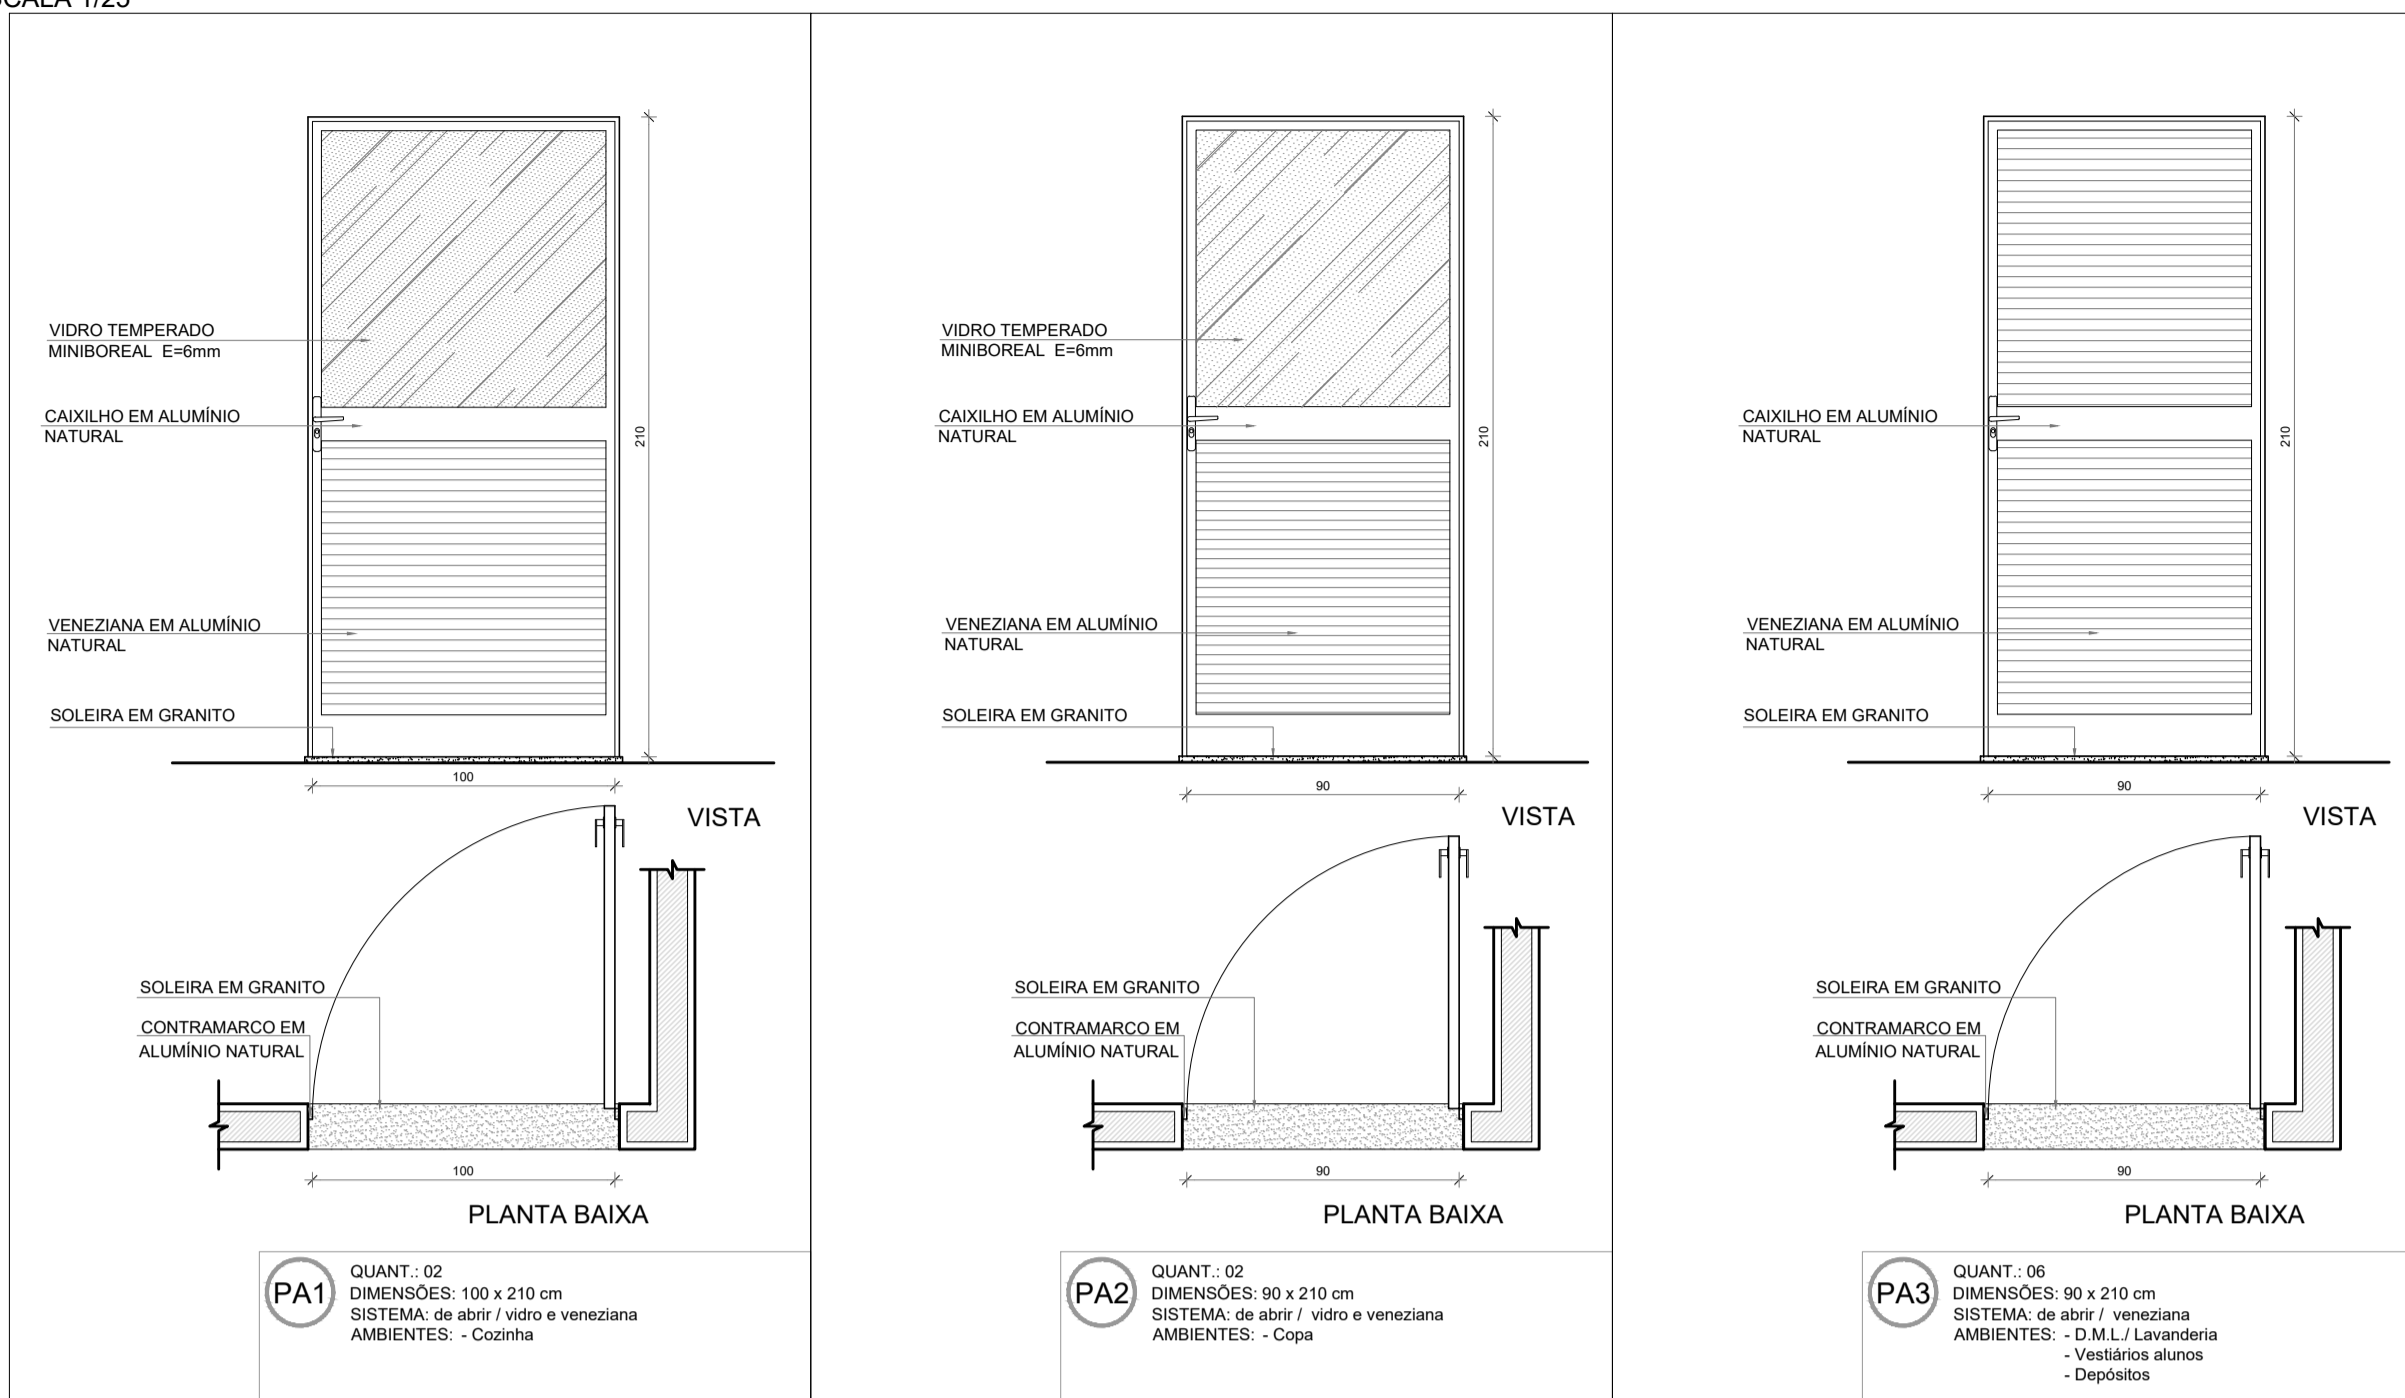 VIDRO TEMPERADO
MINIBOREAL E=6mm
CAIXILHO EM ALUMÍNIO
NATURAL
VENEZIANA EM ALUMÍNIO
NATURAL
SOLEIRA EM GRANITO
210
100
VISTA
SOLEIRA EM GRANITO
CONTRAMARCO EM
ALUMÍNIO NATURAL
100
PLANTA BAIXA
PA1
QUANT.: 02
DIMENSÕES: 100 x 210 cm
SISTEMA: de abrir / vidro e veneziana
AMBIENTES: - Cozinha
VIDRO TEMPERADO
MINIBOREAL E=6mm
CAIXILHO EM ALUMÍNIO
NATURAL
VENEZIANA EM ALUMÍNIO
NATURAL
SOLEIRA EM GRANITO
210
90
VISTA
SOLEIRA EM GRANITO
CONTRAMARCO EM
ALUMÍNIO NATURAL
90
PLANTA BAIXA
PA2
QUANT.: 02
DIMENSÕES: 90 x 210 cm
SISTEMA: de abrir / vidro e veneziana
AMBIENTES: - Copa
CAIXILHO EM ALUMÍNIO
NATURAL
VENEZIANA EM ALUMÍNIO
NATURAL
SOLEIRA EM GRANITO
210
90
VISTA
SOLEIRA EM GRANITO
CONTRAMARCO EM
ALUMÍNIO NATURAL
90
PLANTA BAIXA
PA3
QUANT.: 06
DIMENSÕES: 90 x 210 cm
SISTEMA: de abrir / veneziana
AMBIENTES: - D.M.L./ Lavanderia
- Vestiários alunos
- Depósitos